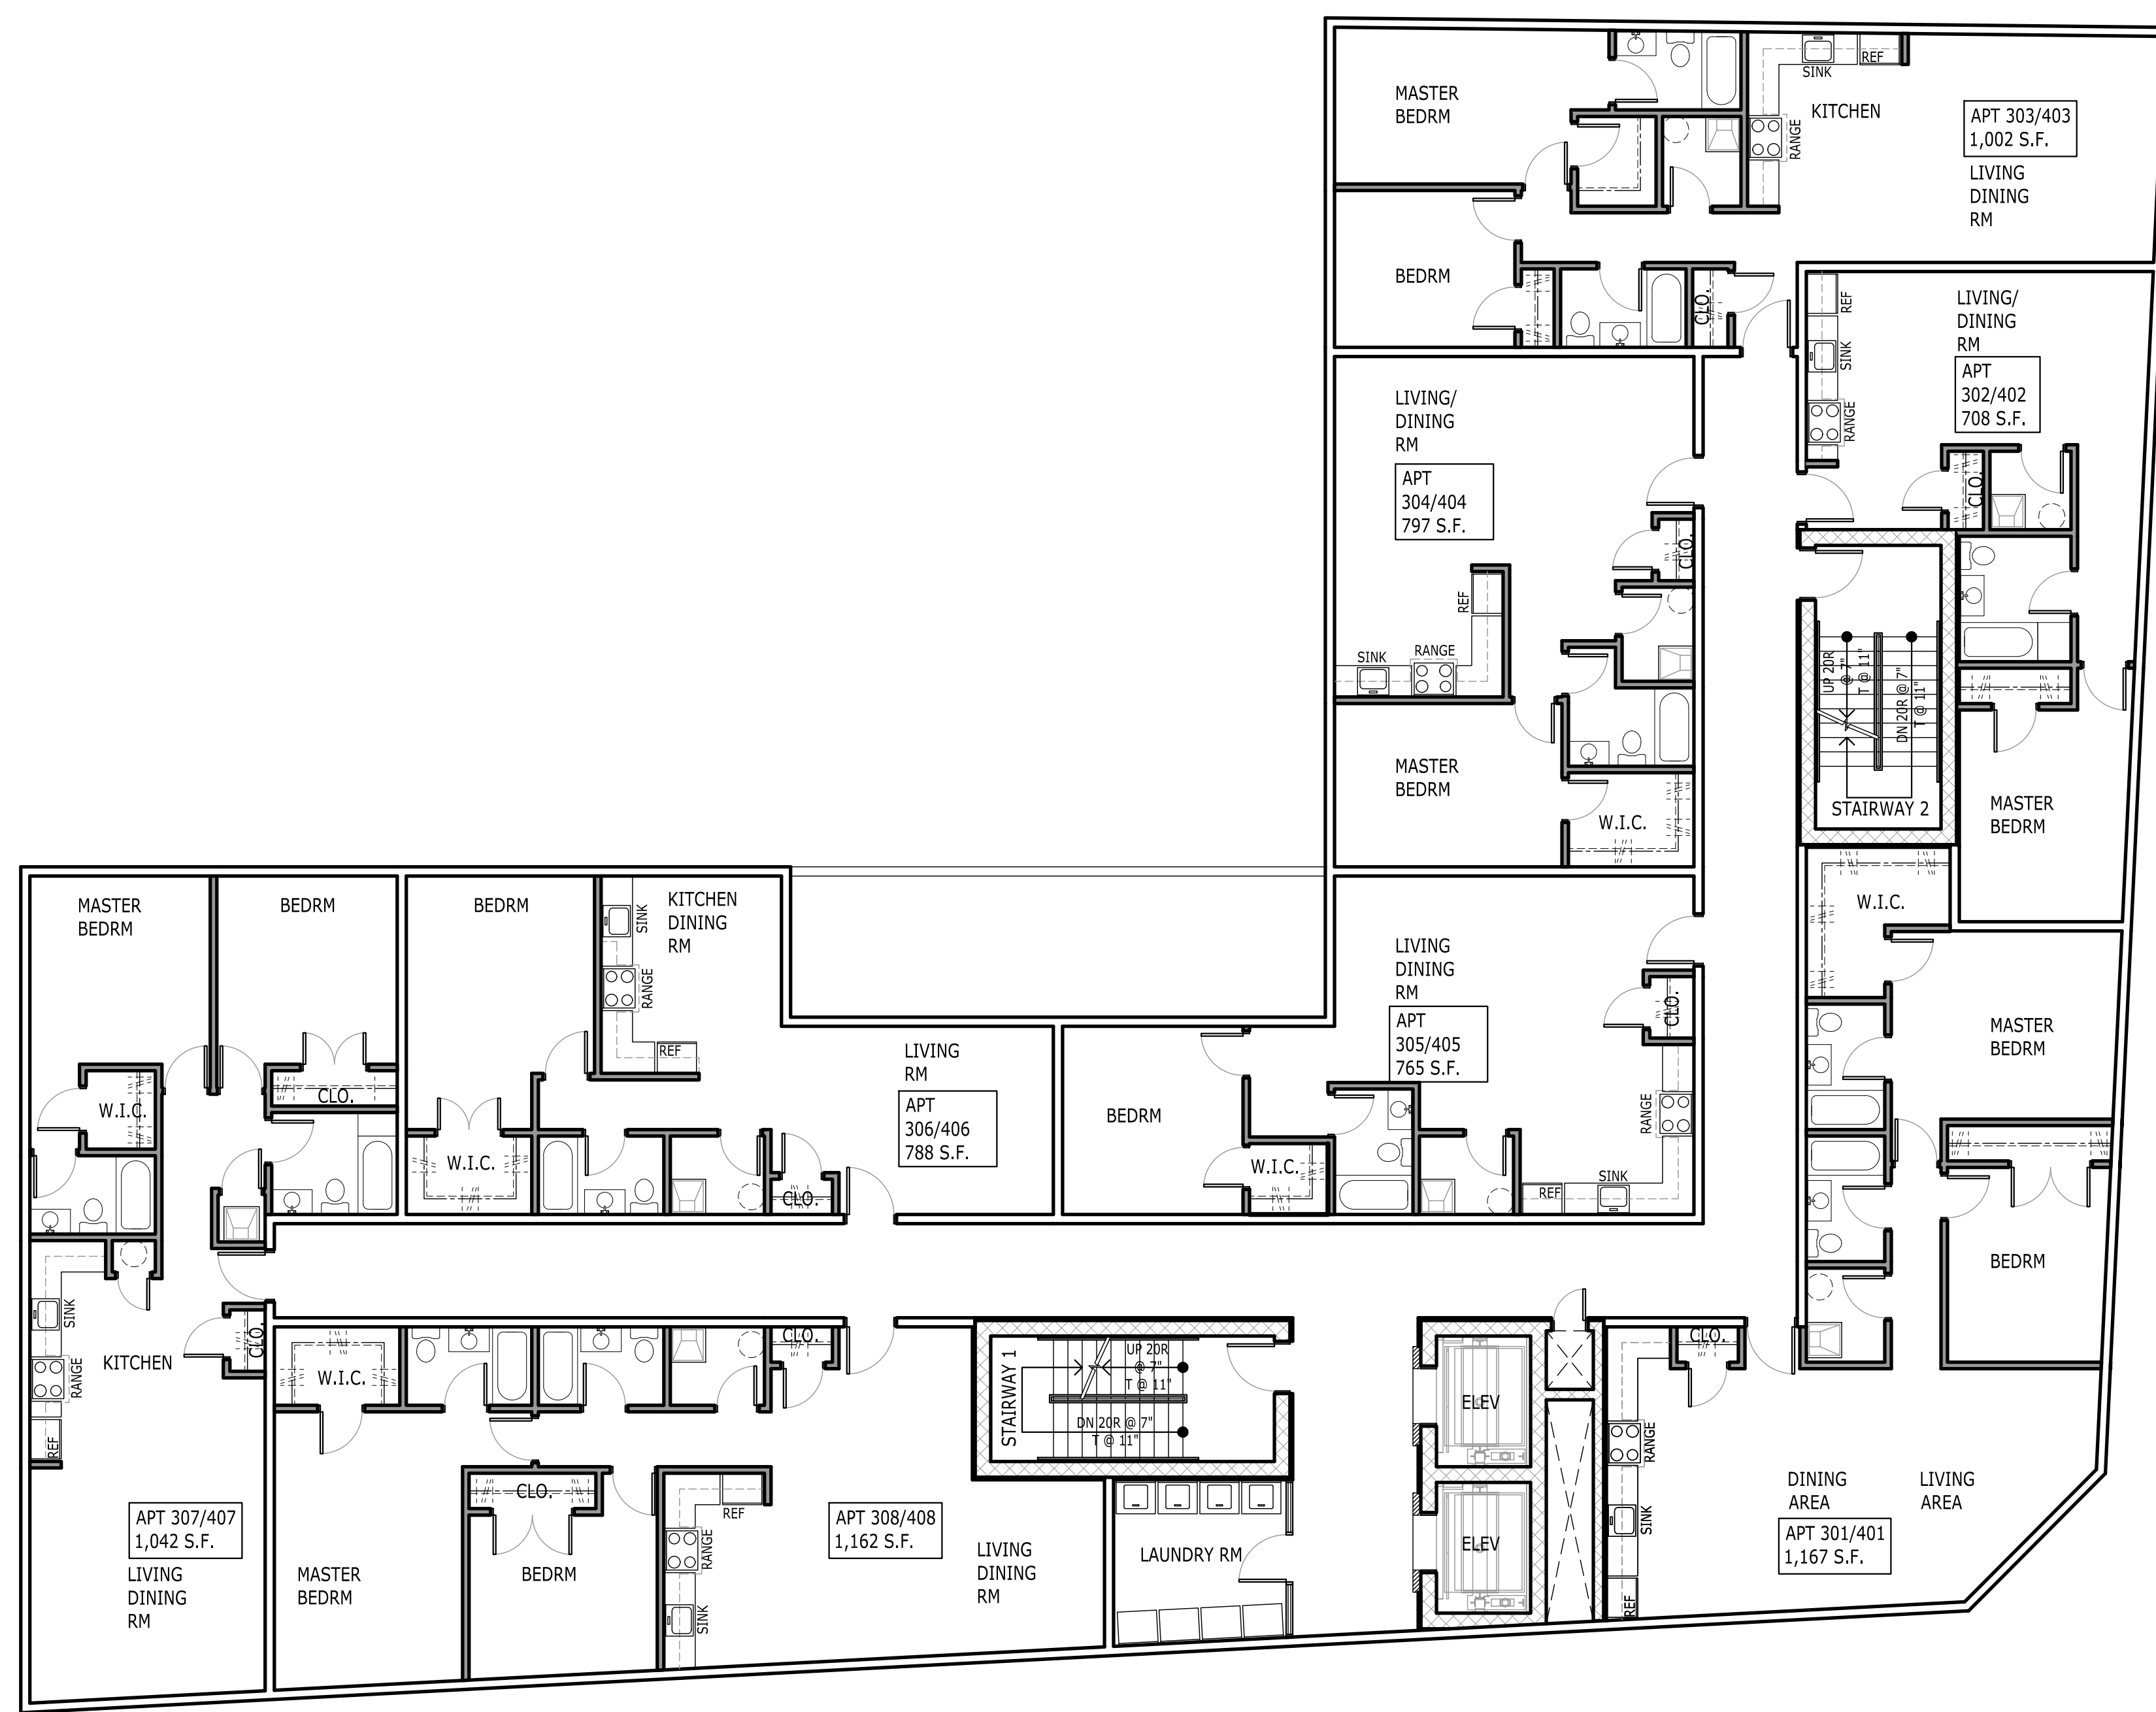 MASTER
BEDRM
SINK
REF
KITCHEN
RANGE
APT 303/403
1,002 S.F.
LIVING
DINING
RM
BEDRM
CLO.
REF
SINK
RANGE
LIVING/
DINING
RM
APT
302/402
708 S.F.
CLO.
LIVING/
DINING
RM
APT
304/404
797 S.F.
CLO.
REF
SINK
RANGE
MASTER
BEDRM
W.I.C.
UP 20R
@ 7"
T @ 11"
DN 20R @ 7"
T @ 11"
STAIRWAY 2
MASTER
BEDRM
W.I.C.
MASTER
BEDRM
BEDRM
MASTER
BEDRM
BEDRM
W.I.C.
CLO.
BEDRM
SINK
RANGE
REF
KITCHEN
DINING
RM
W.I.C.
CLO.
LIVING
RM
APT
306/406
788 S.F.
BEDRM
W.I.C.
LIVING
DINING
RM
APT
305/405
765 S.F.
CLO.
RANGE
REF
SINK
SINK
RANGE
REF
KITCHEN
CLO.
APT 307/407
1,042 S.F.
LIVING
DINING
RM
W.I.C.
MASTER
BEDRM
CLO.
BEDRM
CLO.
REF
RANGE
SINK
APT 308/408
1,162 S.F.
LIVING
DINING
RM
STAIRWAY 1
UP 20R
@ 7"
T @ 11"
DN 20R @ 7"
T @ 11"
LAUNDRY RM
ELEV
ELEV
CLO.
RANGE
SINK
REF
DINING
AREA
LIVING
AREA
APT 301/401
1,167 S.F.